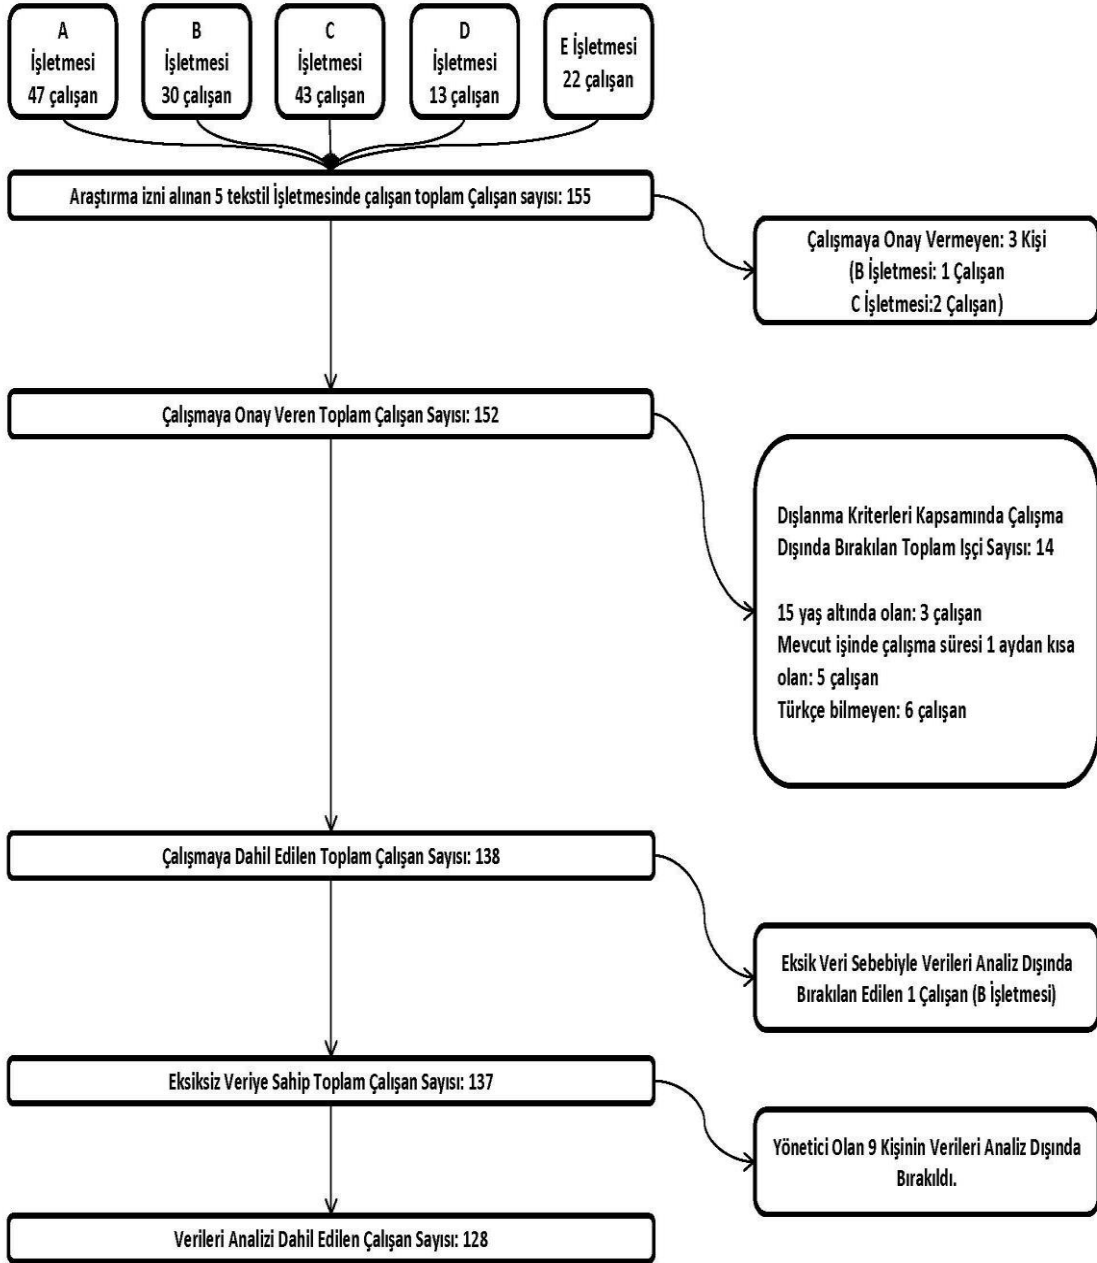 A
İşletmesi
47 çalışan
B
İşletmesi
30 çalışan
C
İşletmesi
43 çalışan
D
İşletmesi
13 çalışan
E İşletmesi
22 çalışan
Araştırma izni alınan 5 tekstil İşletmesinde çalışan toplam Çalışan sayısı: 155
Çalışmaya Onay Vermeyen: 3 Kişi
(B İşletmesi: 1 Çalışan
C İşletmesi:2 Çalışan)
Çalışmaya Onay Veren Toplam Çalışan Sayısı: 152
Dışlanma Kriterleri Kapsamında Çalışma
Dışında Bırakılan Toplam Işçi Sayısı: 14
15 yaş altında olan: 3 çalışan
Mevcut işinde çalışma süresi 1 aydan kısa
olan: 5 çalışan
Türkçe bilmeyen: 6 çalışan
Çalışmaya Dahil Edilen Toplam Çalışan Sayısı: 138
Eksik Veri Sebebiyle Verileri Analiz Dışında
Bırakılan Edilen 1 Çalışan (B İşletmesi)
Eksiksiz Veriye Sahip Toplam Çalışan Sayısı: 137
Yönetici Olan 9 Kişinin Verileri Analiz Dışında
Bırakıldı.
Verileri Analizi Dahil Edilen Çalışan Sayısı: 128